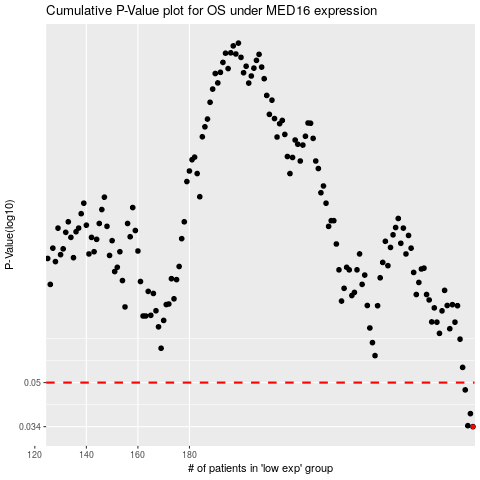 Cumulative P-Value plot for OS under MED16 expression
P-Value(log10)
0.05
0.034
120 140 160 180
# of patients in 'low exp' group